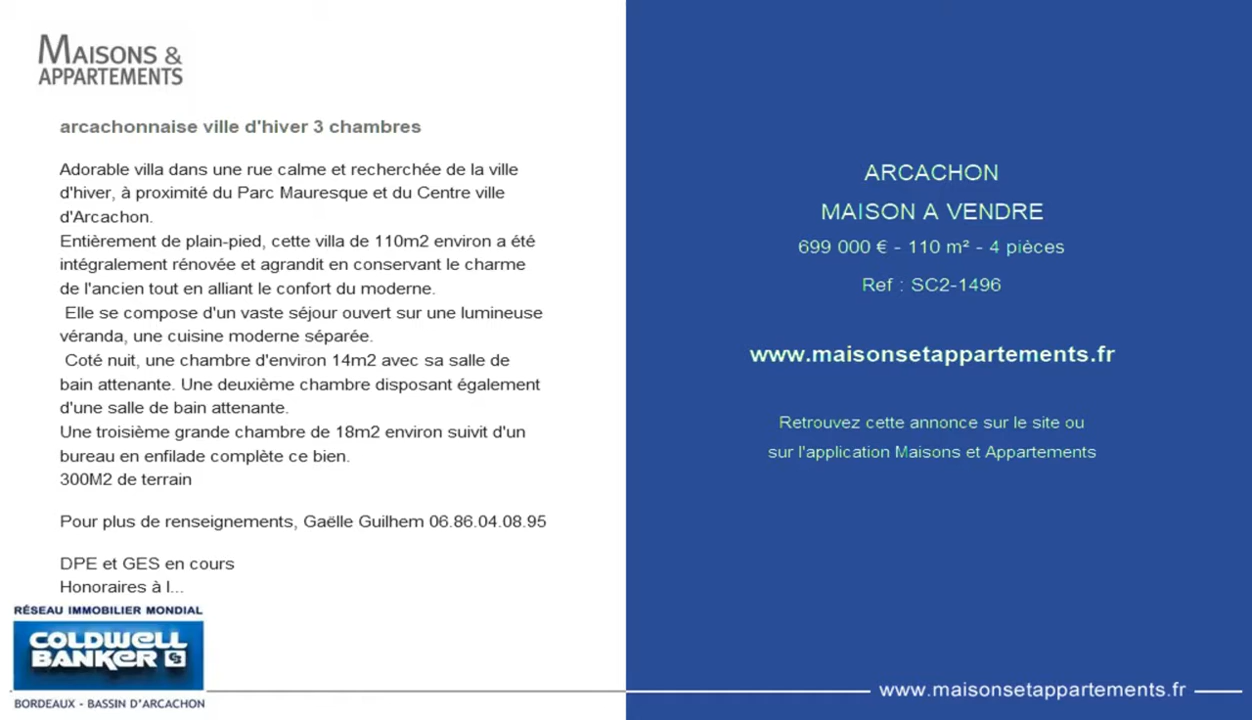 MAISONS &
APPARTEMENTS
arcachonnaise ville d'hiver 3 chambres
Adorable villa dans une rue calme et recherchée de la ville
d'hiver, à proximité du Parc Mauresque et du Centre ville
d'Arcachon.
Entièrement de plain-pied, cette villa de 110m2 environ a été
intégralement rénovée et agrandit en conservant le charme
de l'ancien tout en alliant le confort du moderne.
Elle se compose d'un vaste séjour ouvert sur une lumineuse
véranda, une cuisine moderne séparée.
Coté nuit, une chambre d'environ 14m2 avec sa salle de
bain attenante. Une deuxième chambre disposant également
d'une salle de bain attenante.
Une troisième grande chambre de 18m2 environ suivit d'un
bureau en enfilade complète ce bien.
300M2 de terrain
Pour plus de renseignements, Gaëlle Guilhem 06.86.04.08.95
DPE et GES en cours
Honoraires à l...
RÉSEAU IMMOBILIER MONDIAL
COLDWELL
BANKER CB
BORDEAUX - BASSIN D'ARCACHON
ARCACHON
MAISON A VENDRE
699 000 € - 110 m² - 4 pièces
Ref : SC2-1496
www.maisonsetappartements.fr
Retrouvez cette annonce sur le site ou
sur l'application Maisons et Appartements
www.maisonsetappartements.fr